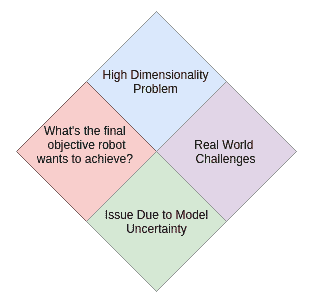 High Dimensionality
Problem
What's the final
objective robot
wants to achieve?
Real World
Challenges
Issue Due to Model
Uncertainty